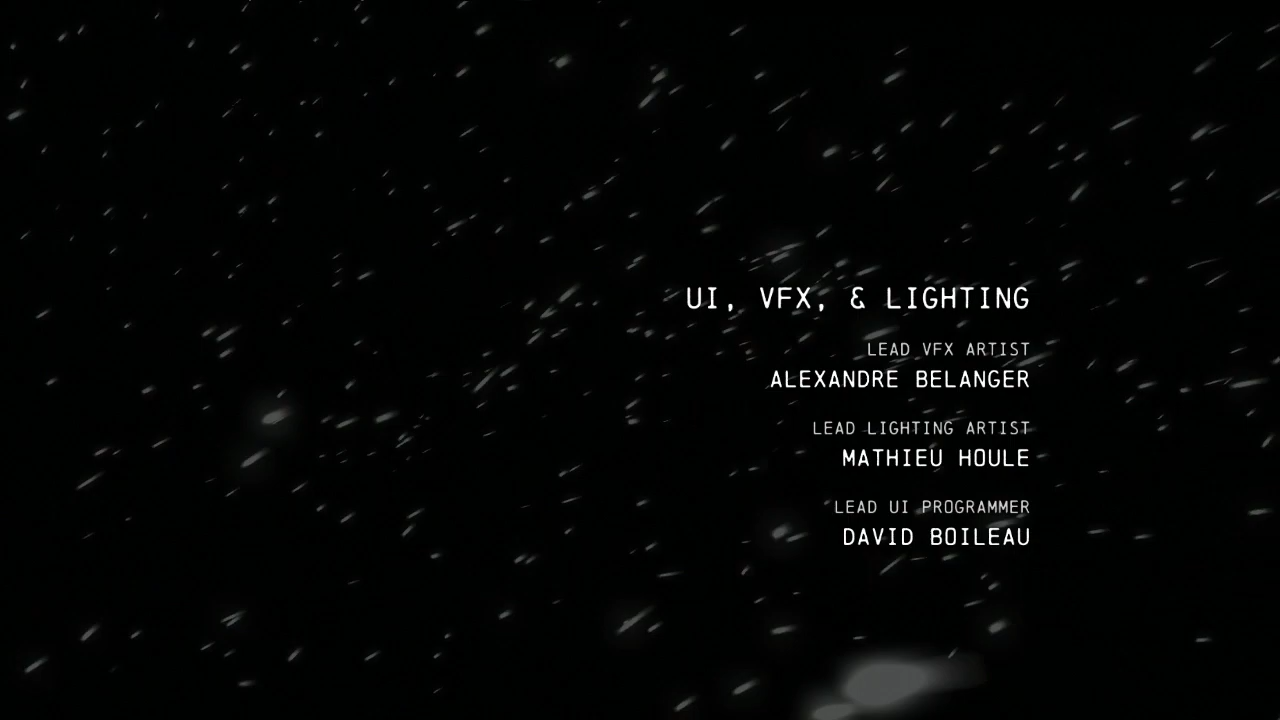 UI, VFX, & LIGHTING
LEAD VFX ARTIST
ALEXANDRE BELANGER
LEAD LIGHTING ARTIST
MATHIEU HOULE
LEAD UI PROGRAMMER
DAVID BOILEAU